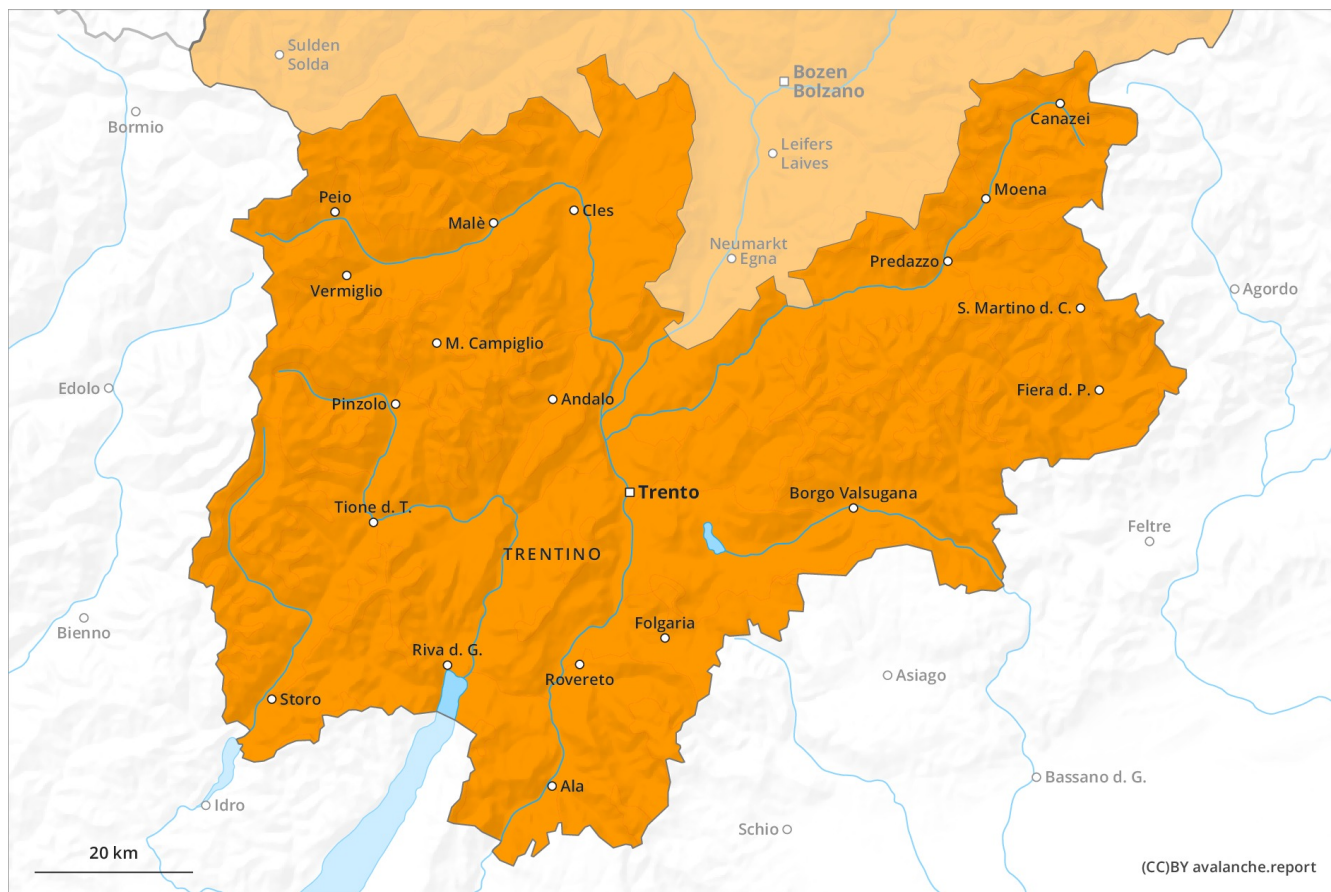 Sulden
Solda
Bozen
Bolzano
Bormio
Canazei
Leifers
Laives
Peio
Moena
Malè
Cles
Neumarkt
Egna
Predazzo
Vermiglio
Agordo
S. Martino d. C.
M. Campiglio
Edolo
Fiera d. P.
Andalo
Pinzolo
Trento
Borgo Valsugana
Tione d. T.
Feltre
TRENTINO
Bienno
Folgaria
Riva d. G.
Asiago
Rovereto
Storo
Bassano d. G.
Ala
Idro
Schio
20 km
(CC)BY avalanche.report